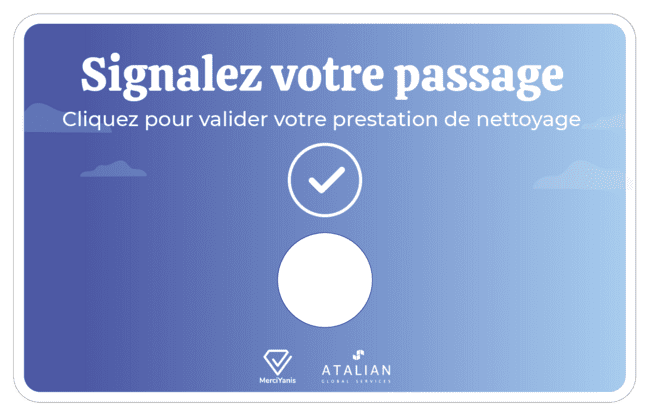 Signalez votre passage
Cliquez pour valider votre prestation de nettoyage
MerciYanis
ATALIAN
GLOBAL SERVICES